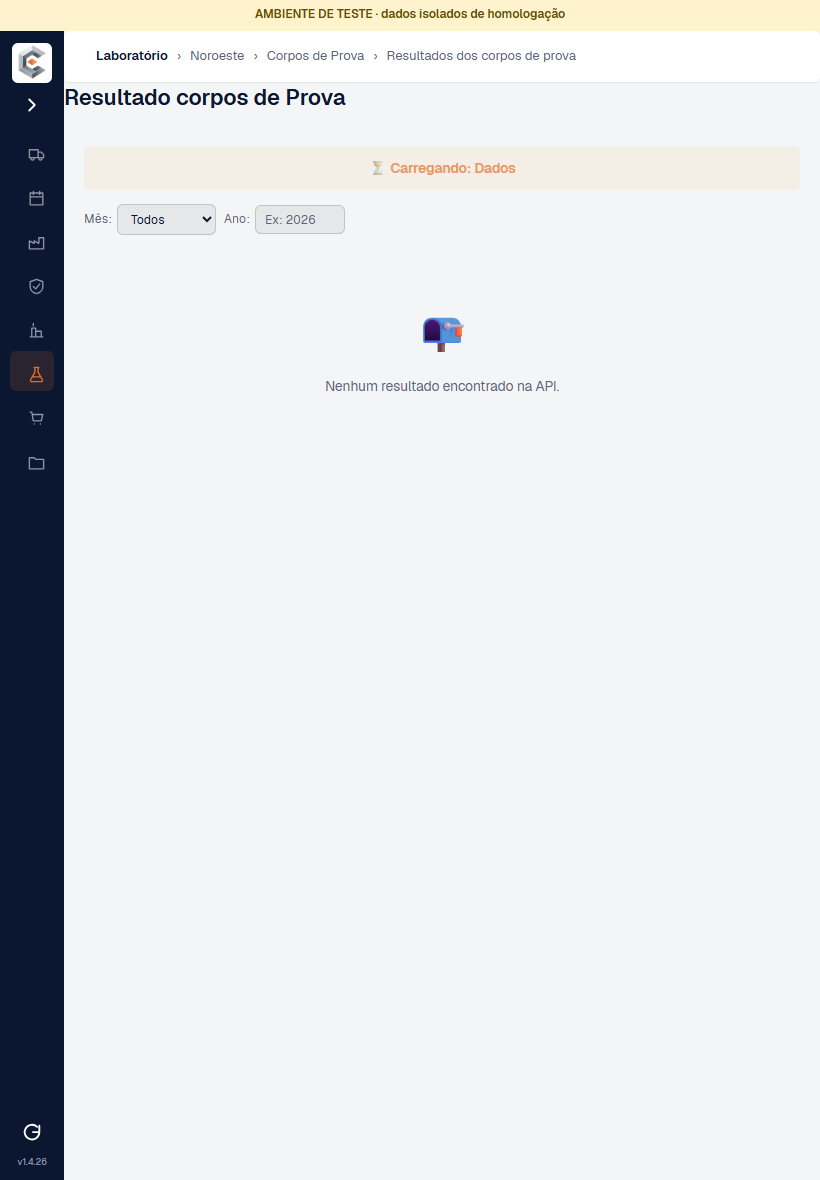 AMBIENTE DE TESTE · dados isolados de homologação
Laboratório › Noroeste › Corpos de Prova › Resultados dos corpos de prova
Resultado corpos de Prova
⏳ Carregando: Dados
Mês: Todos Ano: Ex: 2026
Nenhum resultado encontrado na API.
v1.4.26